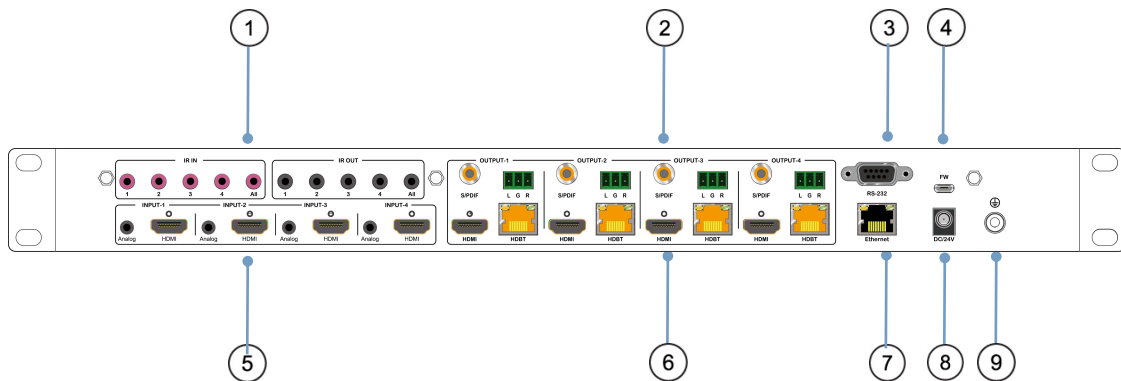 1 2 3 4
IR IN IR OUT OUTPUT-1 OUTPUT-2 OUTPUT-3 OUTPUT-4
FW
1 2 3 4 All 1 2 3 4 All S/PDIF L G R S/PDIF L G R S/PDIF L G R S/PDIF L G R RS-232
INPUT-1 INPUT-2 INPUT-3 INPUT-4
Analog HDMI Analog HDMI Analog HDMI Analog HDMI HDMI HDBT HDMI HDBT HDMI HDBT HDMI HDBT Ethernet DC/24V
5 6 7 8 9